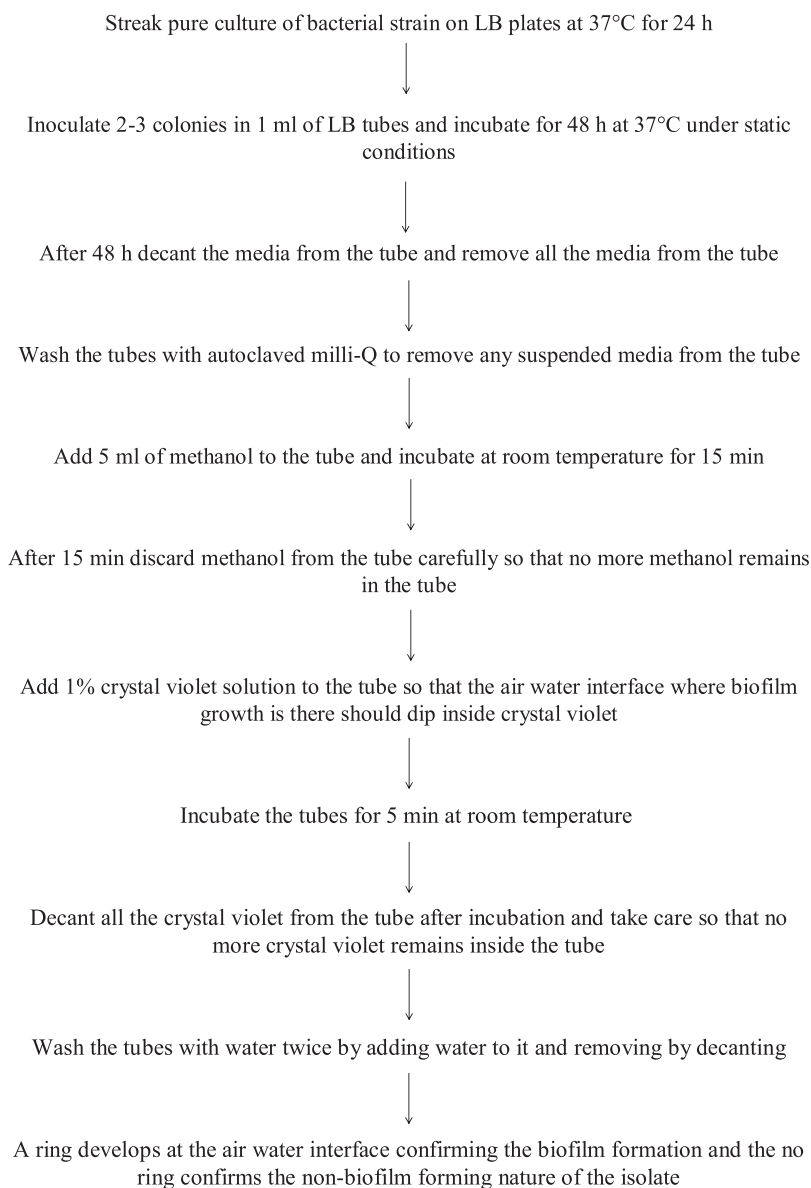 Streak pure culture of bacterial strain on LB plates at 37°C for 24 h
Inoculate 2-3 colonies in 1 ml of LB tubes and incubate for 48 h at 37°C under static
conditions
After 48 h decant the media from the tube and remove all the media from the tube
Wash the tubes with autoclaved milli-Q to remove any suspended media from the tube
Add 5 ml of methanol to the tube and incubate at room temperature for 15 min
After 15 min discard methanol from the tube carefully so that no more methanol remains
in the tube
Add 1% crystal violet solution to the tube so that the air water interface where biofilm
growth is there should dip inside crystal violet
Incubate the tubes for 5 min at room temperature
Decant all the crystal violet from the tube after incubation and take care so that no
more crystal violet remains inside the tube
Wash the tubes with water twice by adding water to it and removing by decanting
A ring develops at the air water interface confirming the biofilm formation and the no
ring confirms the non-biofilm forming nature of the isolate